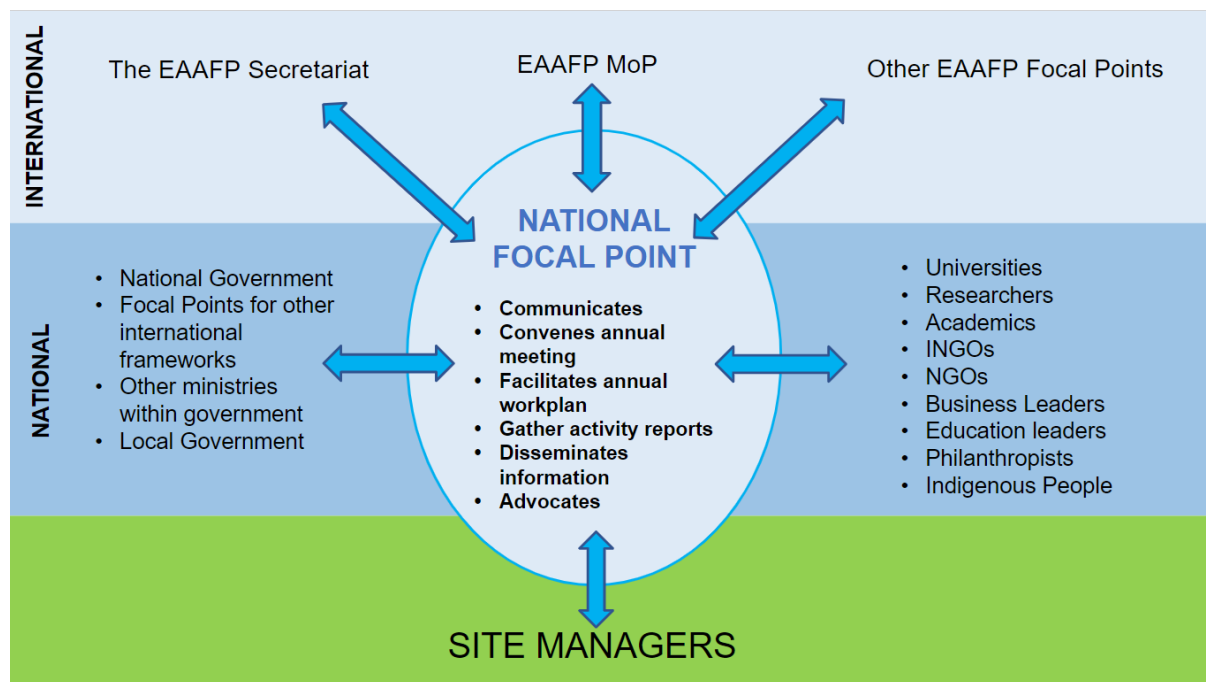 INTERNATIONAL
The EAAFP Secretariat
EAAFP MoP
Other EAAFP Focal Points
NATIONAL
• National Government
• Focal Points for other
international
frameworks
• Other ministries
within government
• Local Government
NATIONAL
FOCAL POINT
• Communicates
• Convenes annual
meeting
• Facilitates annual
workplan
• Gather activity reports
• Disseminates
information
• Advocates
• Universities
• Researchers
• Academics
• INGOs
• NGOs
• Business Leaders
• Education leaders
• Philanthropists
• Indigenous People
SITE MANAGERS